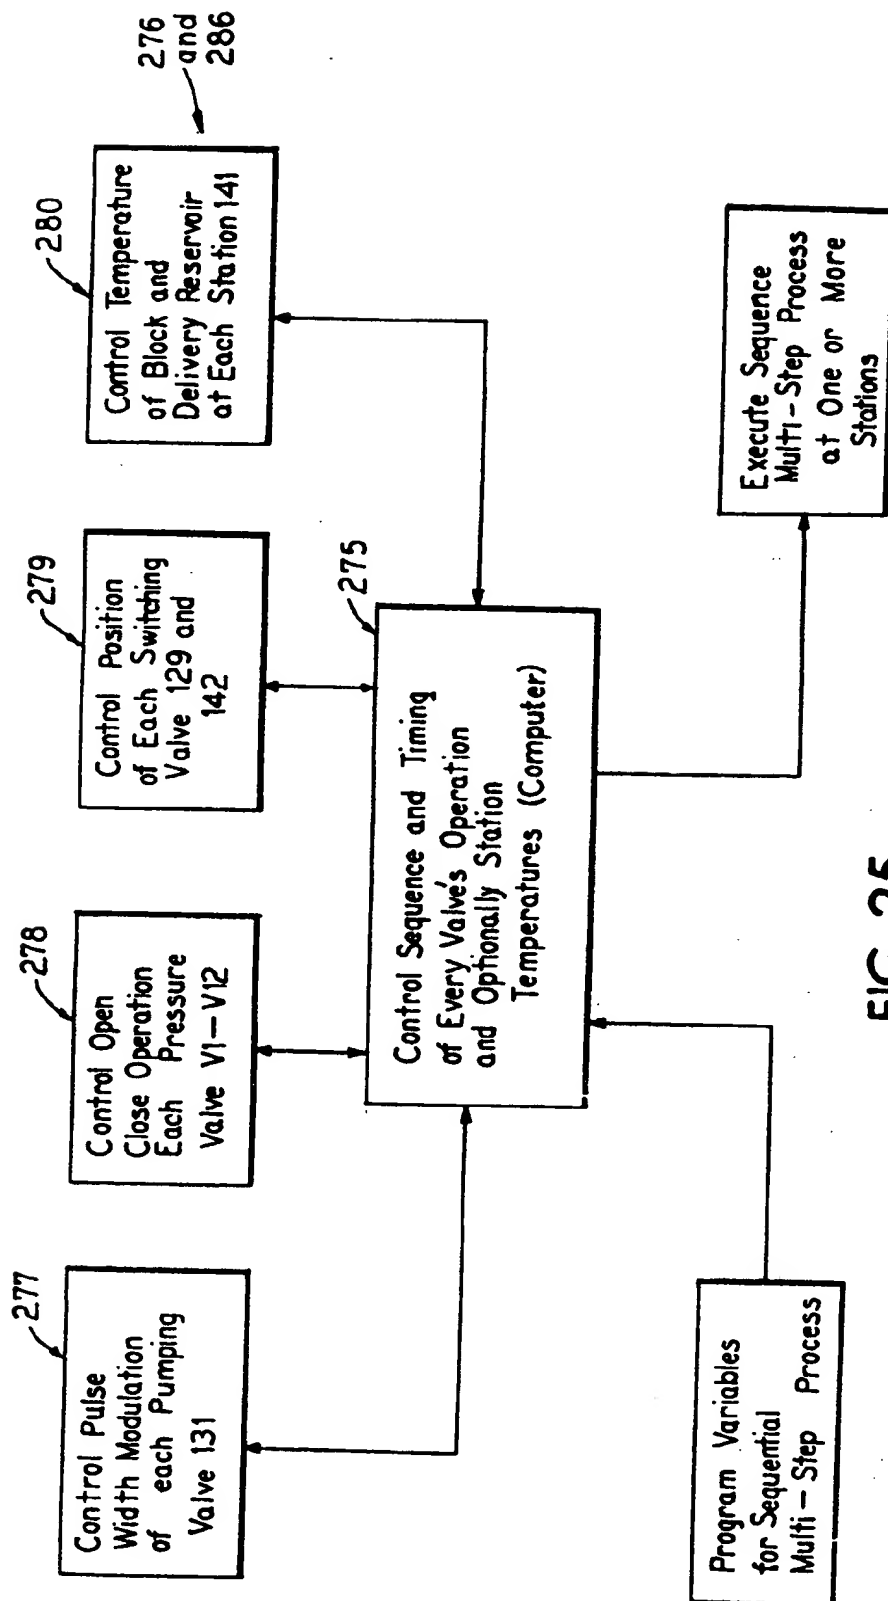 277
Control Pulse
Width Modulation
of each Pumping
Valve 131
278
Control Open
Close Operation
Each Pressure
Valve V1—V12
279
Control Position
of Each Switching
Valve 129 and
142
280
Control Temperature
of Block and
Delivery Reservoir
at Each Station 141
276
and
286
275
Control Sequence and Timing
of Every Valve's Operation
and Optionally Station
Temperatures (Computer)
Program Variables
for Sequential
Multi-Step Process
Execute Sequence
Multi-Step Process
at One or More
Stations
FIG. 25